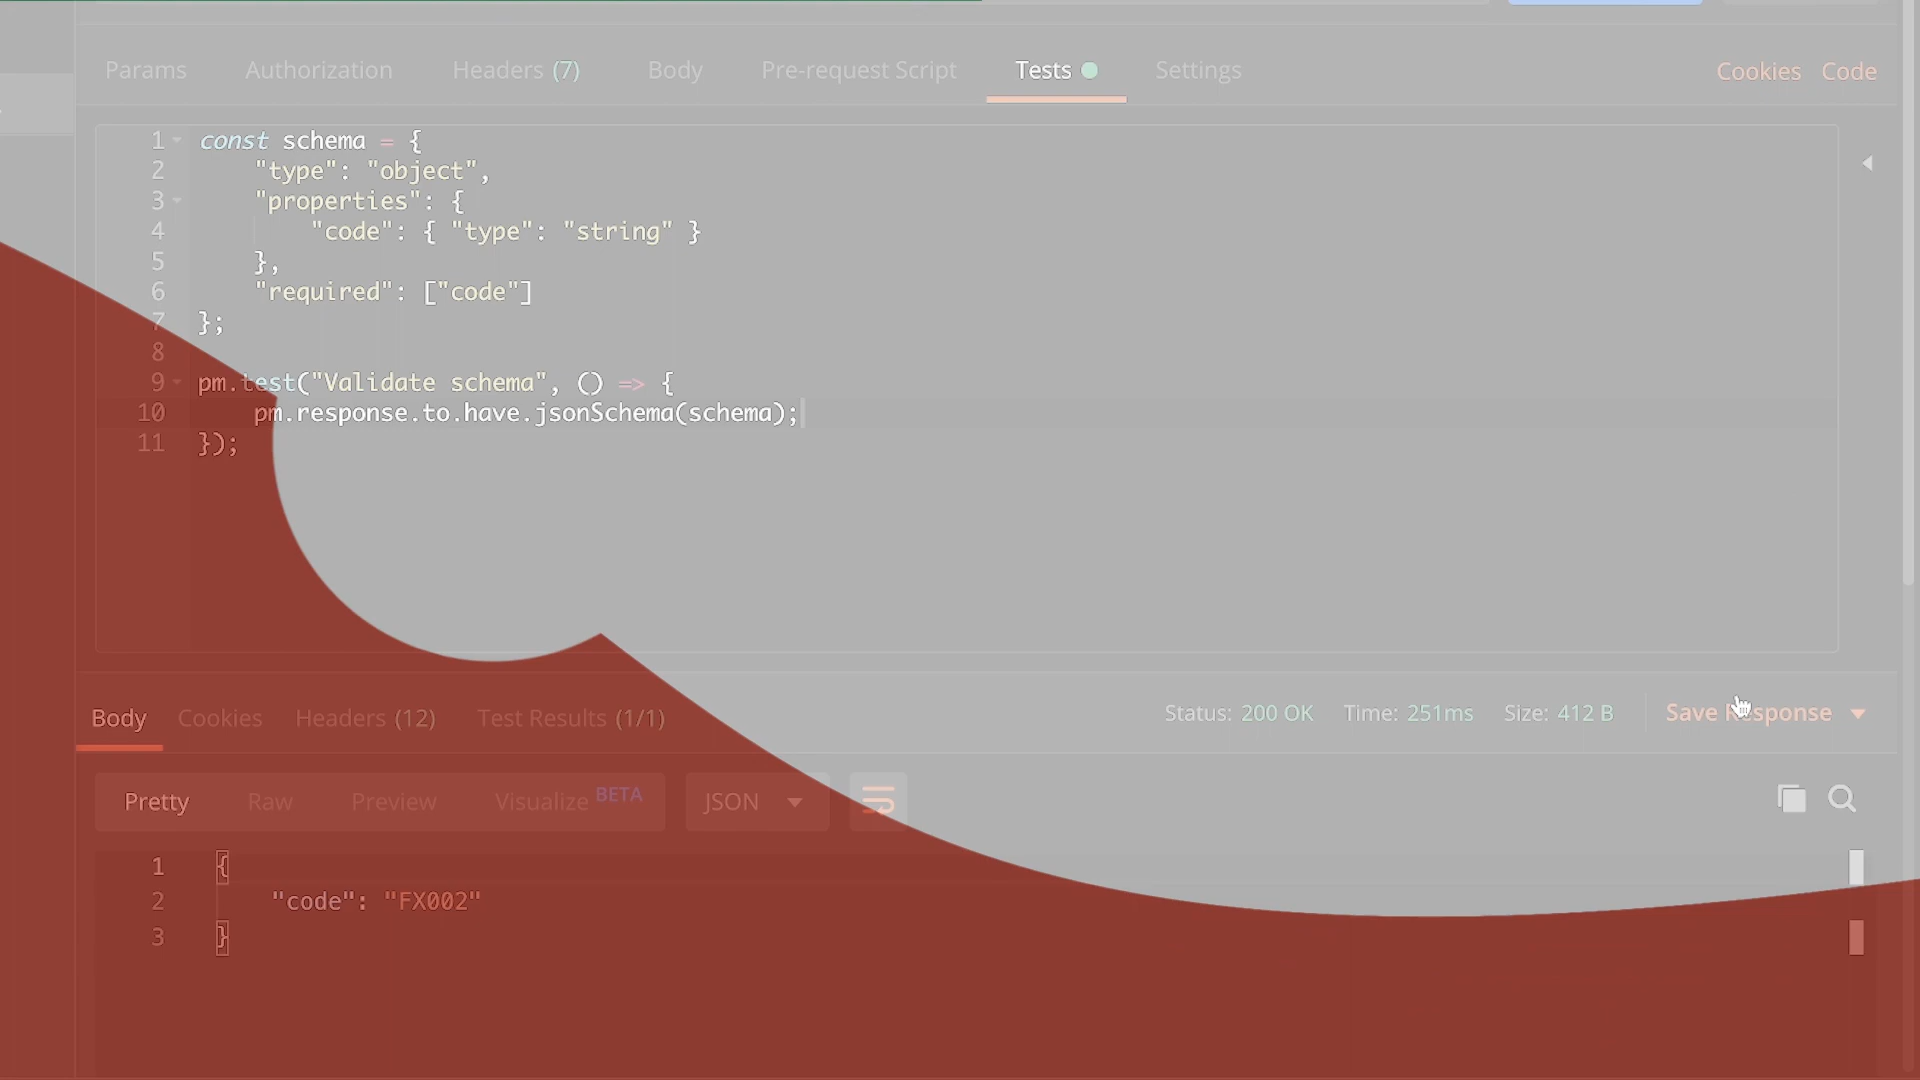 Params Authorization Headers (7) Body Pre-request Script Tests Settings Cookies Code
1 const schema = {
2 "type": "object",
3 "properties": {
4 "code": { "type": "string" }
5 },
6 "required": ["code"]
7 };
8
9 pm.test("Validate schema", () => {
10 pm.response.to.have.jsonSchema(schema);
11 });
Body Cookies Headers (12) Test Results (1/1) Status: 200 OK Time: 251ms Size: 412 B Save Response
Pretty Raw Preview Visualize BETA JSON
1 {
2 "code": "FX002"
3 }